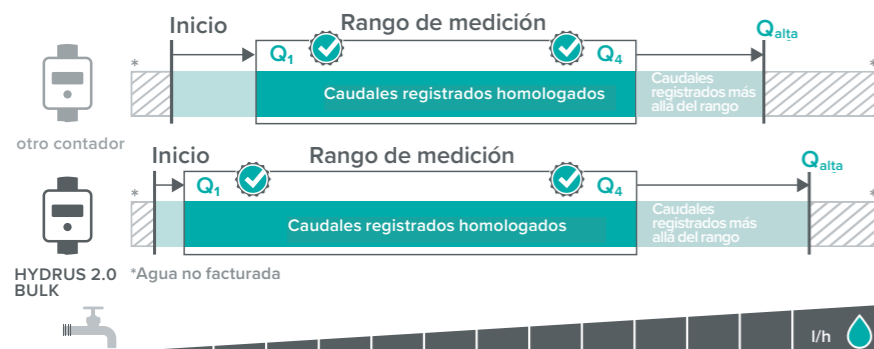 Inicio
Rango de medición
Qalta
Q1
Q4
*
*
Caudales registrados homologados
Caudales
registrados más
allá del rango
otro contador
Inicio
Rango de medición
Qalta
Q1
Q4
*
*
Caudales registrados homologados
Caudales
registrados más
allá del rango
HYDRUS 2.0
BULK
*Agua no facturada
l/h